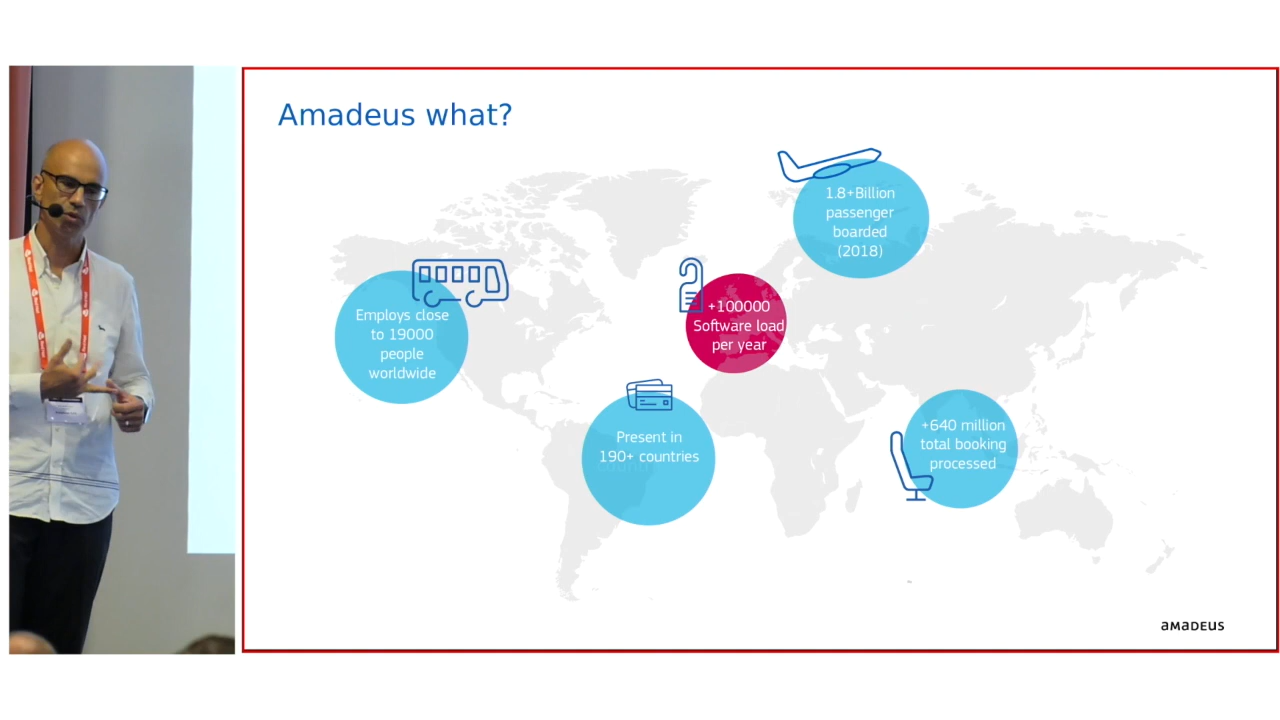 Amadeus what?
1.8+Billion
passenger
boarded
(2018)
+100000
Software load
per year
Employs close
to 19000
people
worldwide
Present in
190+ countries
+640 million
total booking
processed
amadeus